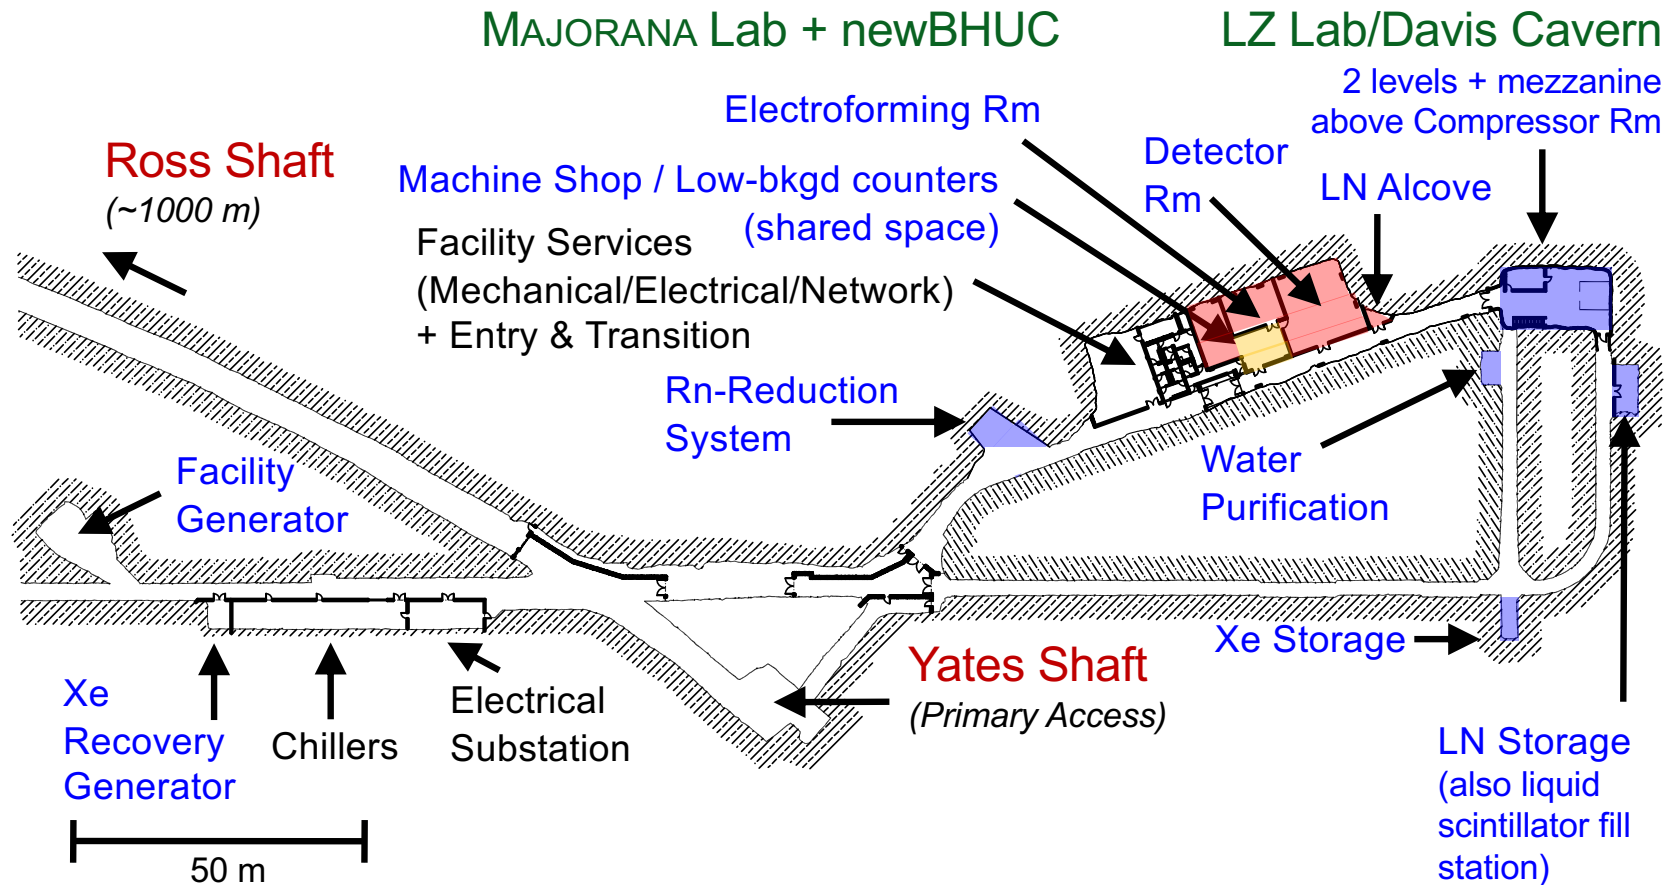 MAJORANA Lab + newBHUC
LZ Lab/Davis Cavern
2 levels + mezzanine
above Compressor Rm
Electroforming Rm
Detector
Rm
LN Alcove
Ross Shaft
(~1000 m)
Machine Shop / Low-bkgd counters
(shared space)
Facility Services
(Mechanical/Electrical/Network)
+ Entry & Transition
Rn-Reduction
System
Water
Purification
Facility
Generator
Xe Storage
Yates Shaft
(Primary Access)
Xe
Recovery
Generator
Chillers
Electrical
Substation
LN Storage
(also liquid
scintillator fill
station)
50 m